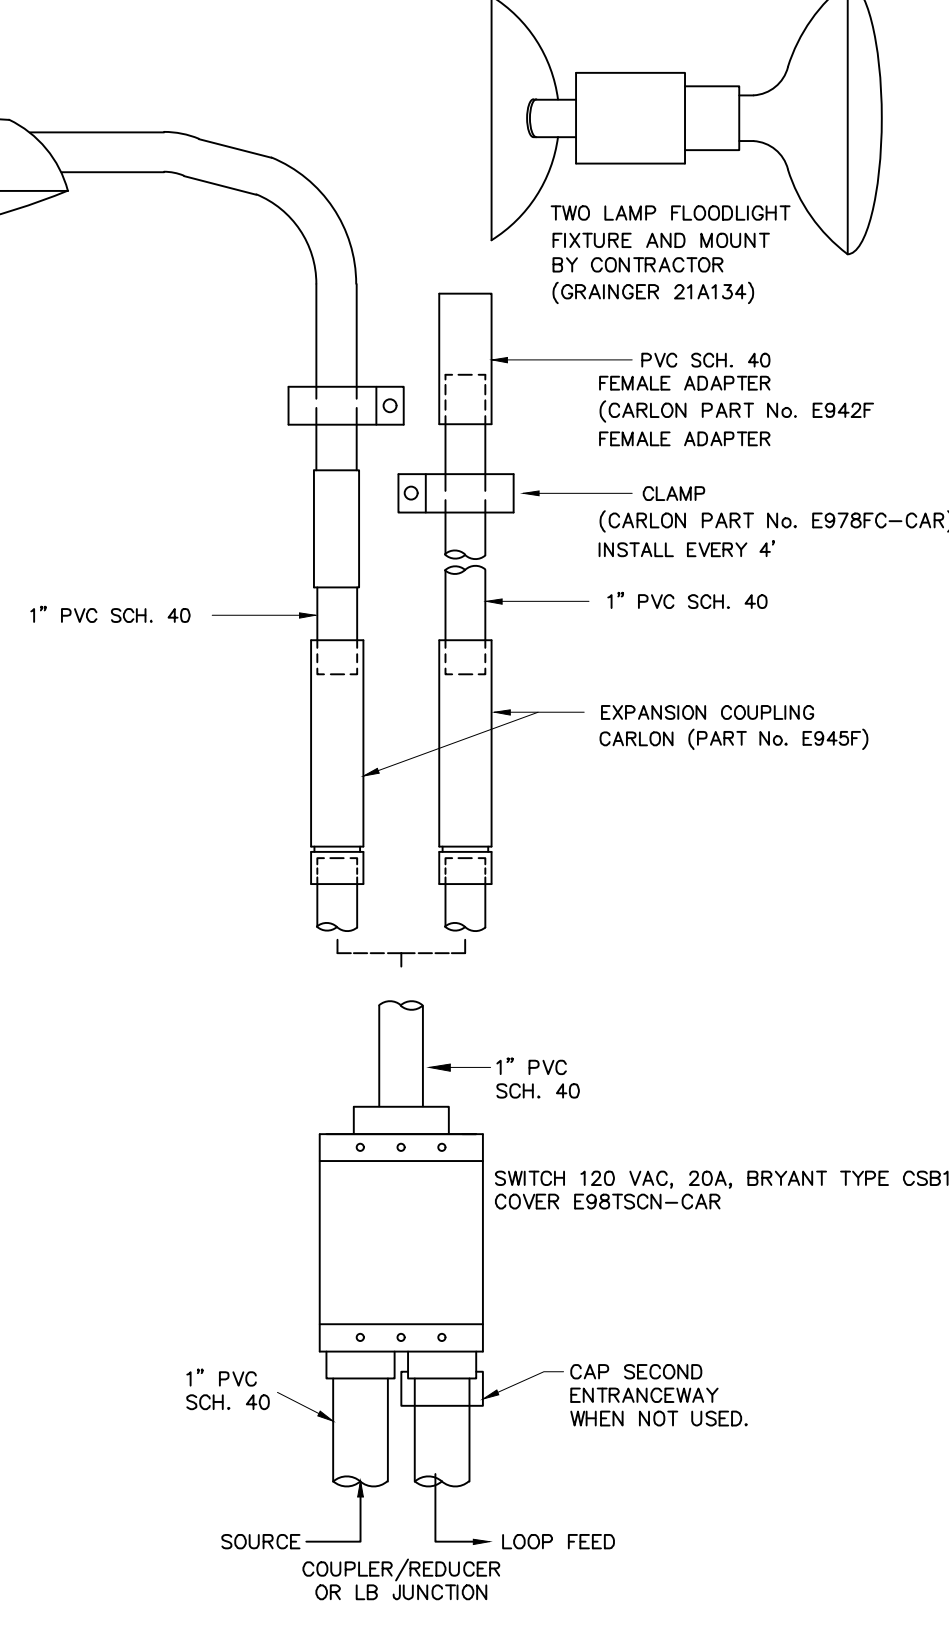 TWO LAMP FLOODLIGHT
FIXTURE AND MOUNT
BY CONTRACTOR
(GRAINGER 21A134)
PVC SCH. 40
FEMALE ADAPTER
(CARLON PART No. E942F
FEMALE ADAPTER
CLAMP
(CARLON PART No. E978FC-CAR)
INSTALL EVERY 4'
1" PVC SCH. 40
1" PVC SCH. 40
EXPANSION COUPLING
CARLON (PART No. E945F)
1" PVC
SCH. 40
SWITCH 120 VAC, 20A, BRYANT TYPE CSB1
COVER E98TSCN-CAR
1" PVC
SCH. 40
CAP SECOND
ENTRANCEWAY
WHEN NOT USED.
SOURCE
LOOP FEED
COUPLER/REDUCER
OR LB JUNCTION